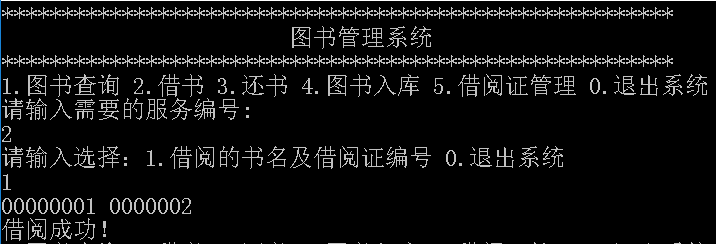 ****************************************************************
图书管理系统
****************************************************************
1.图书查询 2.借书 3.还书 4.图书入库 5.借阅证管理 0.退出系统
请输入需要的服务编号:
2
请输入选择: 1.借阅的书名及借阅证编号 0.退出系统
1
00000001 0000002
借阅成功!